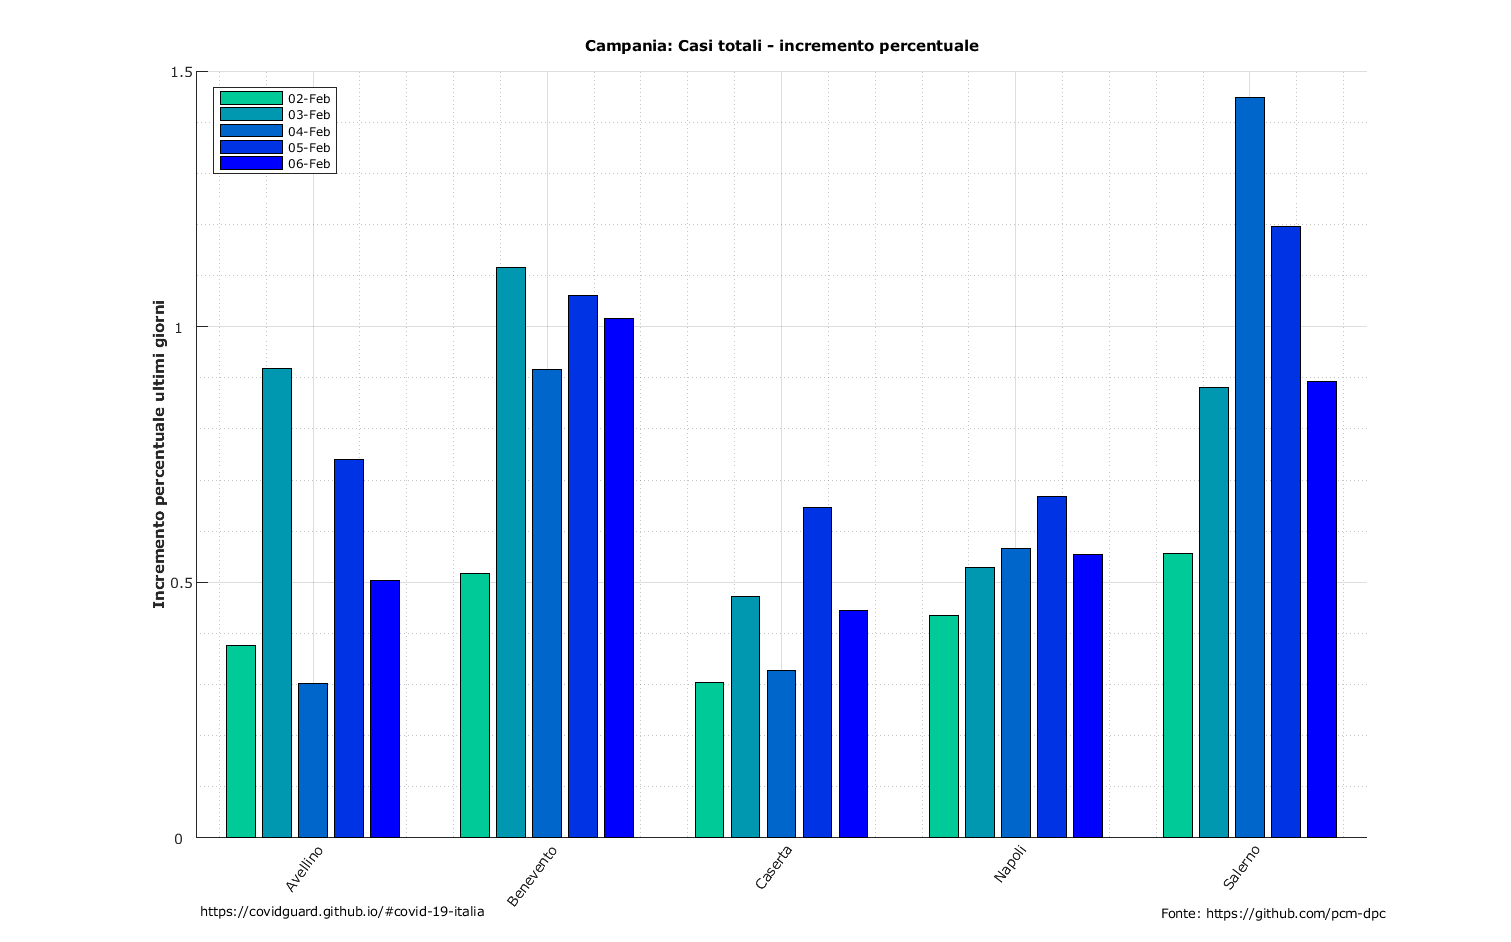 Campania: Casi totali - incremento percentuale
1.5
1
0.5
0
Incremento percentuale ultimi giorni
02-Feb
03-Feb
04-Feb
05-Feb
06-Feb
Avellino
Benevento
Caserta
Napoli
Salerno
https://covidguard.github.io/#covid-19-italia
Fonte: https://github.com/pcm-dpc